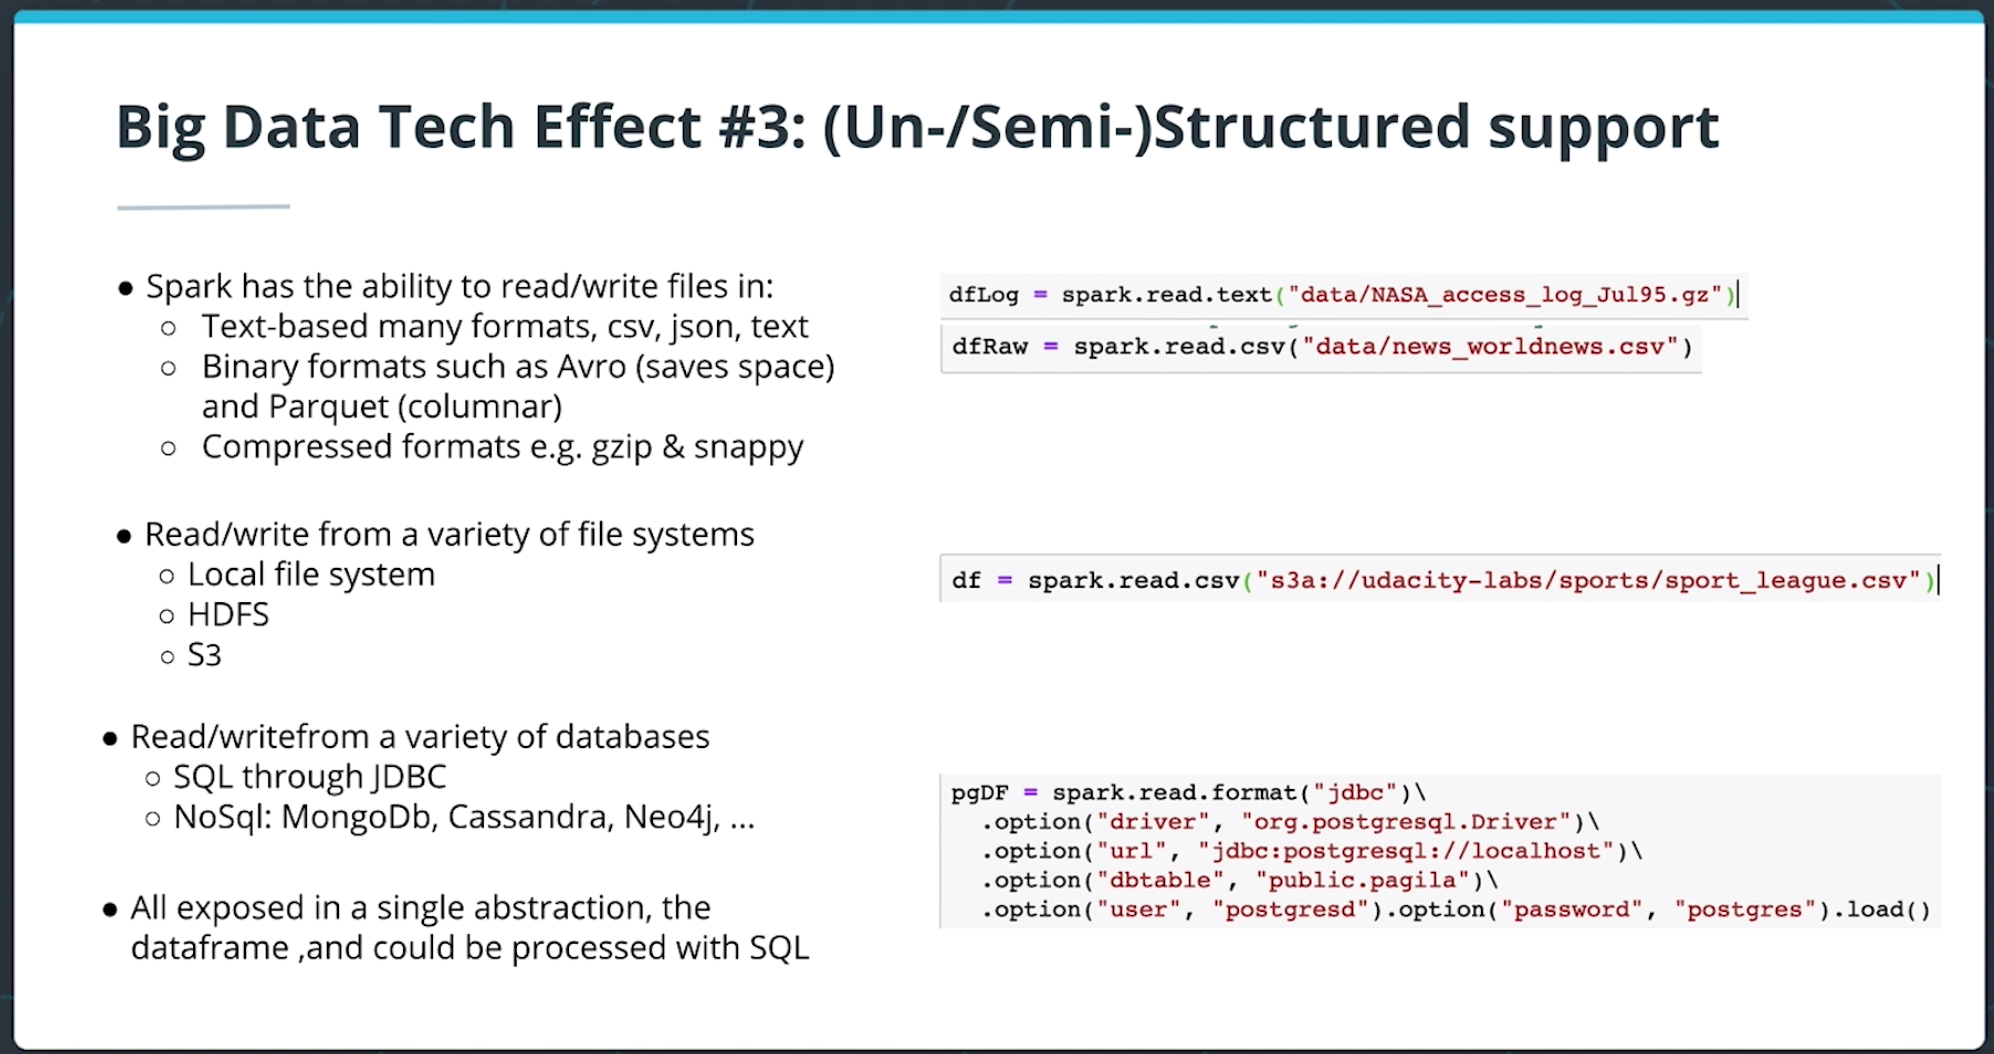 Big Data Tech Effect #3: (Un-/Semi-)Structured support
● Spark has the ability to read/write files in:
○ Text-based many formats, csv, json, text
○ Binary formats such as Avro (saves space)
and Parquet (columnar)
○ Compressed formats e.g. gzip & snappy
dfLog = spark.read.text("data/NASA_access_log_Jul95.gz")
dfRaw = spark.read.csv("data/news_worldnews.csv")
● Read/write from a variety of file systems
○ Local file system
○ HDFS
○ S3
df = spark.read.csv("s3a://udacity-labs/sports/sport_league.csv")
● Read/writefrom a variety of databases
○ SQL through JDBC
○ NoSql: MongoDb, Cassandra, Neo4j, ...
● All exposed in a single abstraction, the
dataframe ,and could be processed with SQL
pgDF = spark.read.format("jdbc")\
.option("driver", "org.postgresql.Driver")\
.option("url", "jdbc:postgresql://localhost")\
.option("dbtable", "public.pagila")\
.option("user", "postgresd").option("password", "postgres").load()